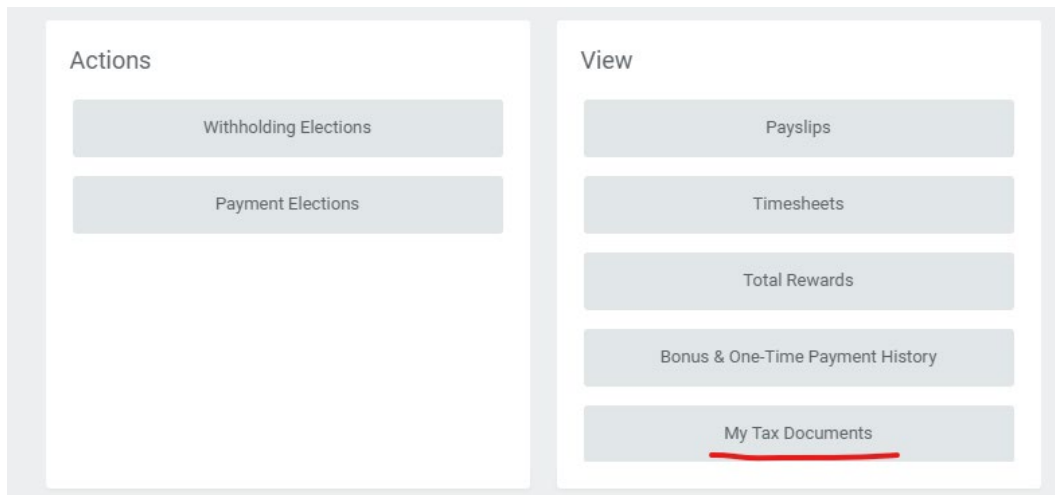 Actions
Withholding Elections
Payment Elections
View
Payslips
Timesheets
Total Rewards
Bonus & One-Time Payment History
My Tax Documents